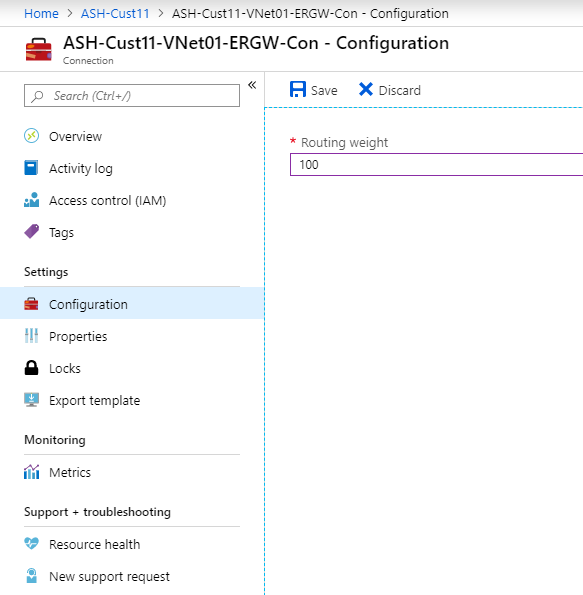 Home > ASH-Cust11 > ASH-Cust11-VNet01-ERGW-Con - Configuration
ASH-Cust11-VNet01-ERGW-Con - Configuration
Connection
Search (Ctrl+/)
«
Save Discard
Overview
Activity log
Access control (IAM)
Tags
* Routing weight
100
Settings
Configuration
Properties
Locks
Export template
Monitoring
Metrics
Support + troubleshooting
Resource health
New support request